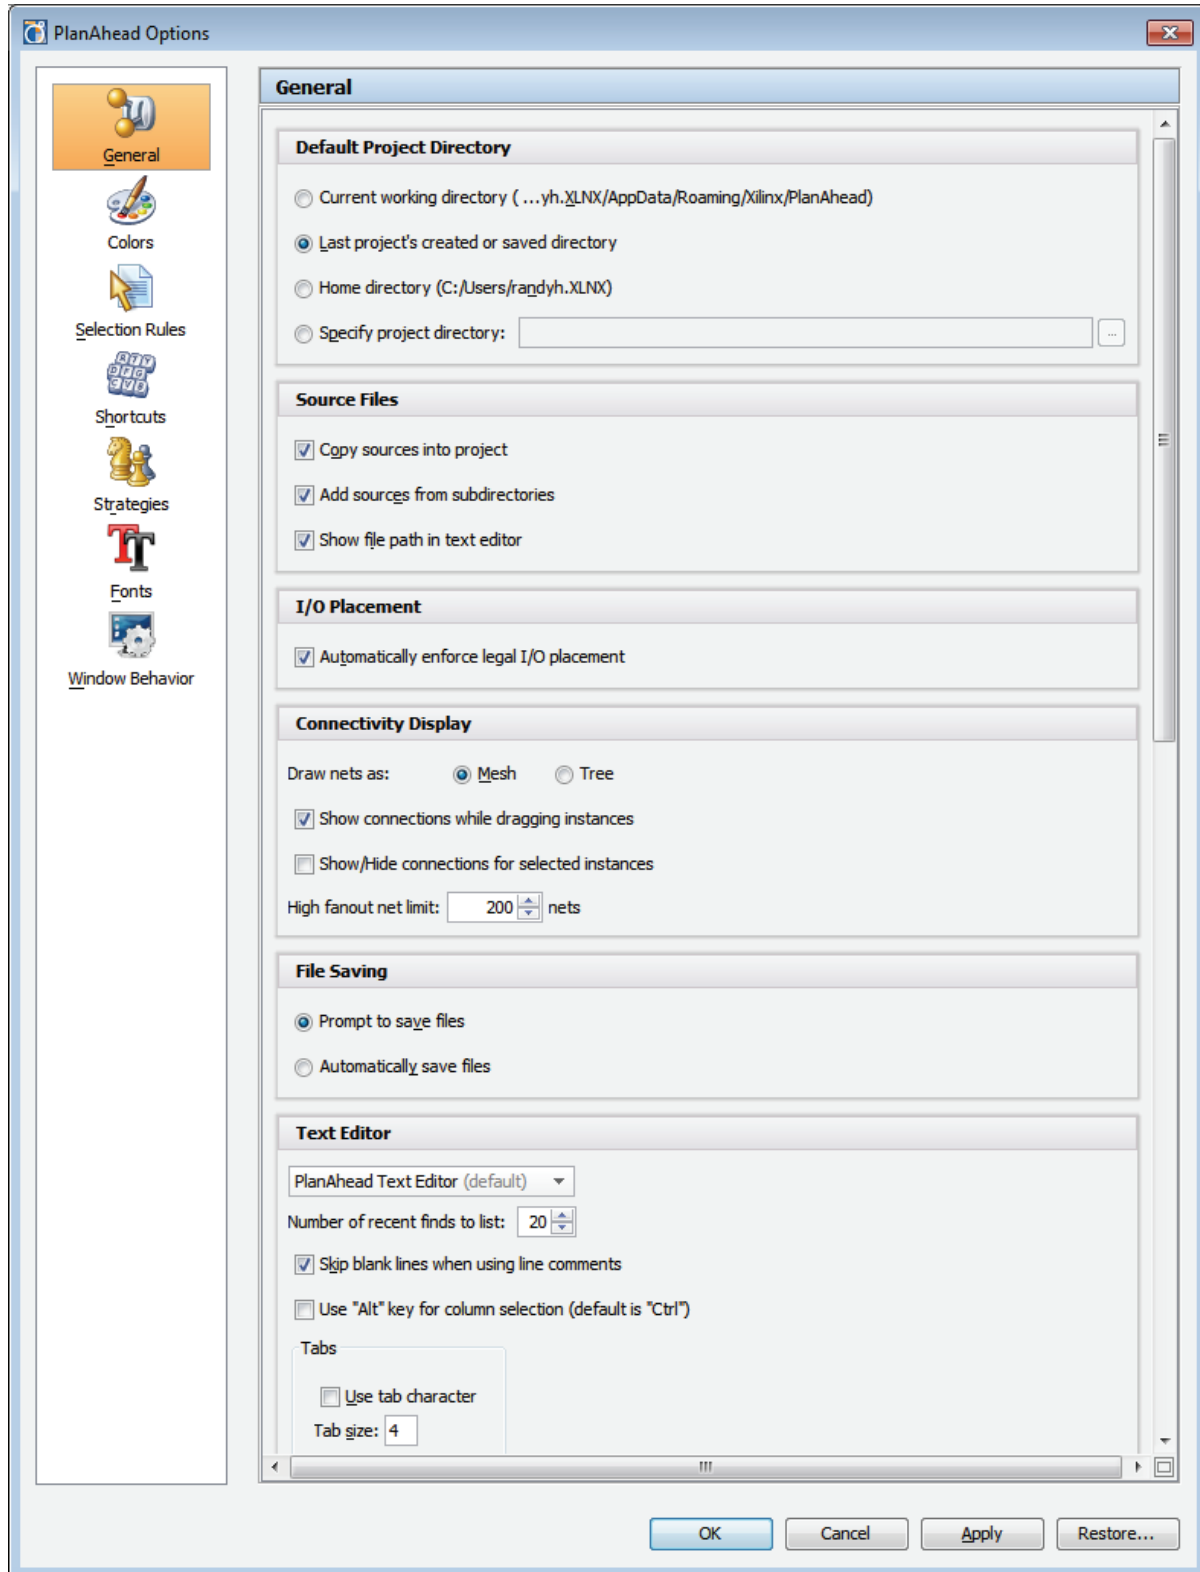 PlanAhead Options
General
Colors
Selection Rules
Shortcuts
Strategies
Fonts
Window Behavior
General
Default Project Directory
Current working directory ( ...yh.XLNX/AppData/Roaming/Xilinx/PlanAhead)
Last project's created or saved directory
Home directory (C:/Users/randyh.XLNX)
Specify project directory: ...
Source Files
Copy sources into project
Add sources from subdirectories
Show file path in text editor
I/O Placement
Automatically enforce legal I/O placement
Connectivity Display
Draw nets as: Mesh Tree
Show connections while dragging instances
Show/Hide connections for selected instances
High fanout net limit: 200 nets
File Saving
Prompt to save files
Automatically save files
Text Editor
PlanAhead Text Editor (default)
Number of recent finds to list: 20
Skip blank lines when using line comments
Use "Alt" key for column selection (default is "Ctrl")
Tabs
Use tab character
Tab size: 4
OK Cancel Apply Restore...